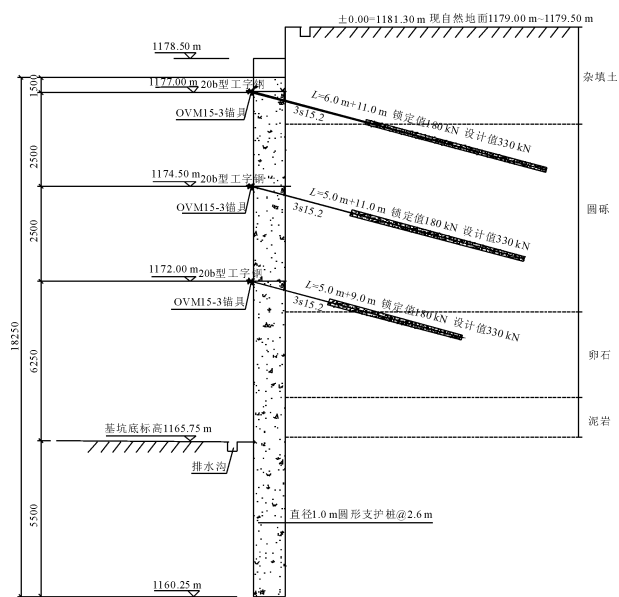 ±0.00=1181.30 m 现自然地面1179.00 m~1179.50 m
1178.50 m
杂填土
1500
1177.00 m 20b型工字钢
L=6.0 m+11.0 m 锁定值180 kN 设计值330 kN
3s15.2
OVM15-3锚具
2500
1174.50 m 20b型工字钢
L=5.0 m+11.0 m 锁定值180 kN 设计值330 kN
3s15.2
OVM15-3锚具
圆砾
2500
1172.00 m 20b型工字钢
L=5.0 m+9.0 m 锁定值180 kN 设计值330 kN
3s15.2
OVM15-3锚具
18250
6250
卵石
泥岩
基坑底标高1165.75 m
排水沟
5500
直径1.0 m圆形支护桩@2.6 m
1160.25 m